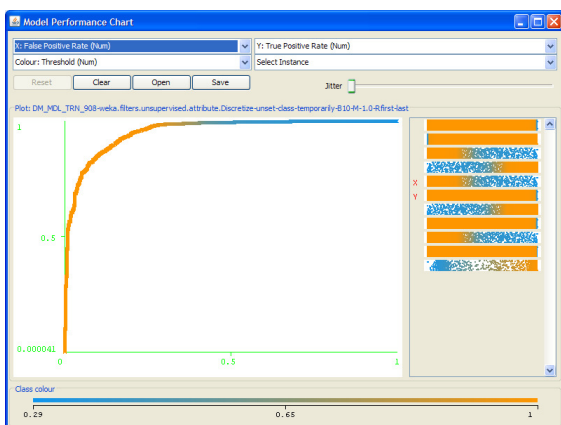 Model Performance Chart
X: False Positive Rate (Num)
Y: True Positive Rate (Num)
Colour: Threshold (Num)
Select Instance
Reset
Clear
Open
Save
Jitter
Plot: DM_MDL_TRN_908-weka.filters.unsupervised.attribute.Discretize-unset-class-temporarily-B10-M-1.0-Rfirst-last
1
0.5
0.000041
0
0.5
1
X
Y
Class colour
0.29
0.65
1